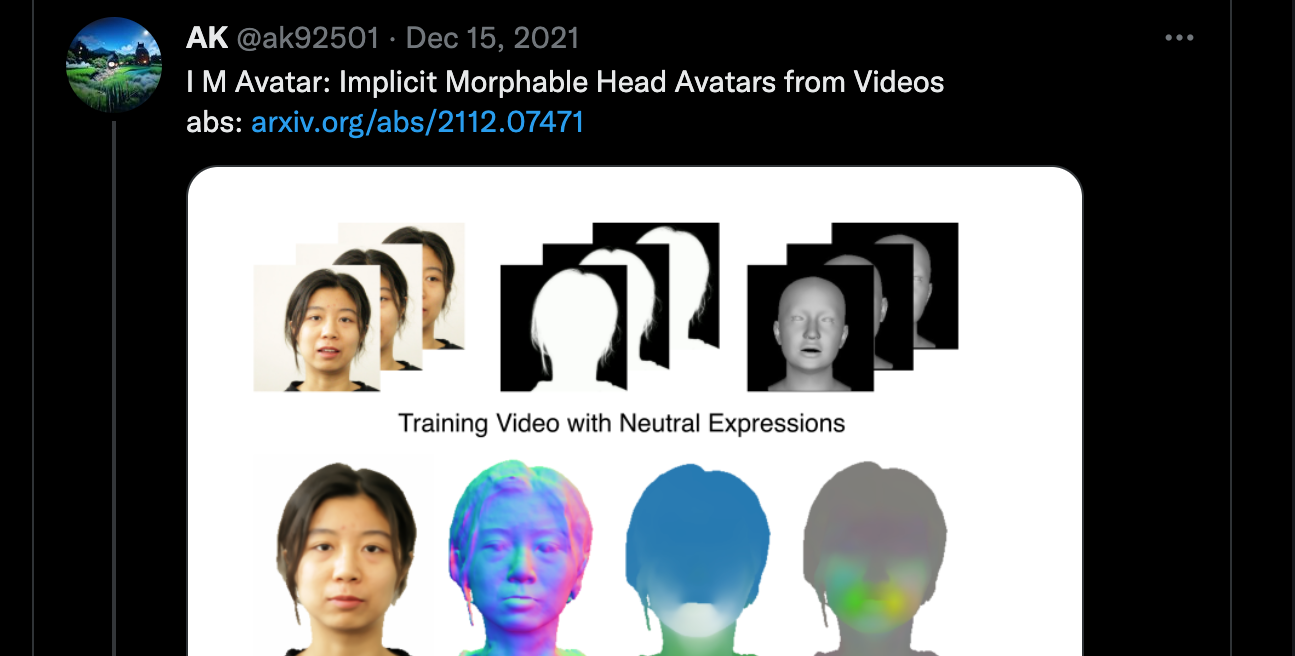 AK @ak92501 · Dec 15, 2021
I M Avatar: Implicit Morphable Head Avatars from Videos
abs: arxiv.org/abs/2112.07471
Training Video with Neutral Expressions